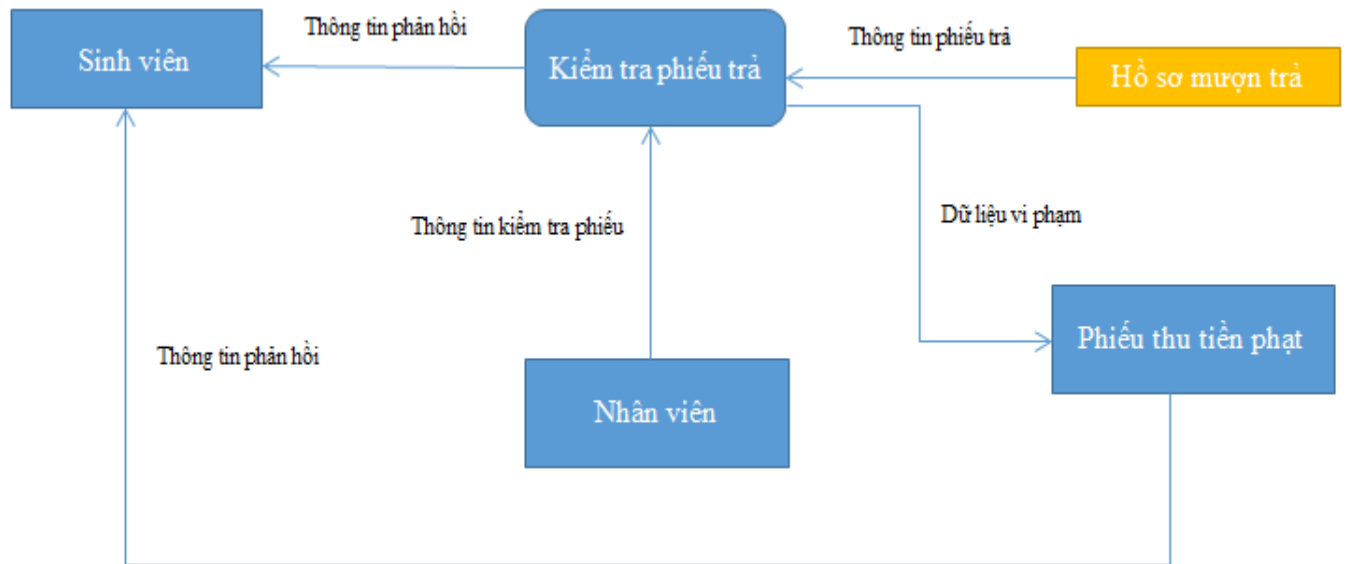 Thông tin phản hồi
Thông tin phiếu trả
Sinh viên
Kiểm tra phiếu trả
Hồ sơ mượn trả
Thông tin kiểm tra phiếu
Dữ liệu vi phạm
Phiếu thu tiền phạt
Thông tin phản hồi
Nhân viên